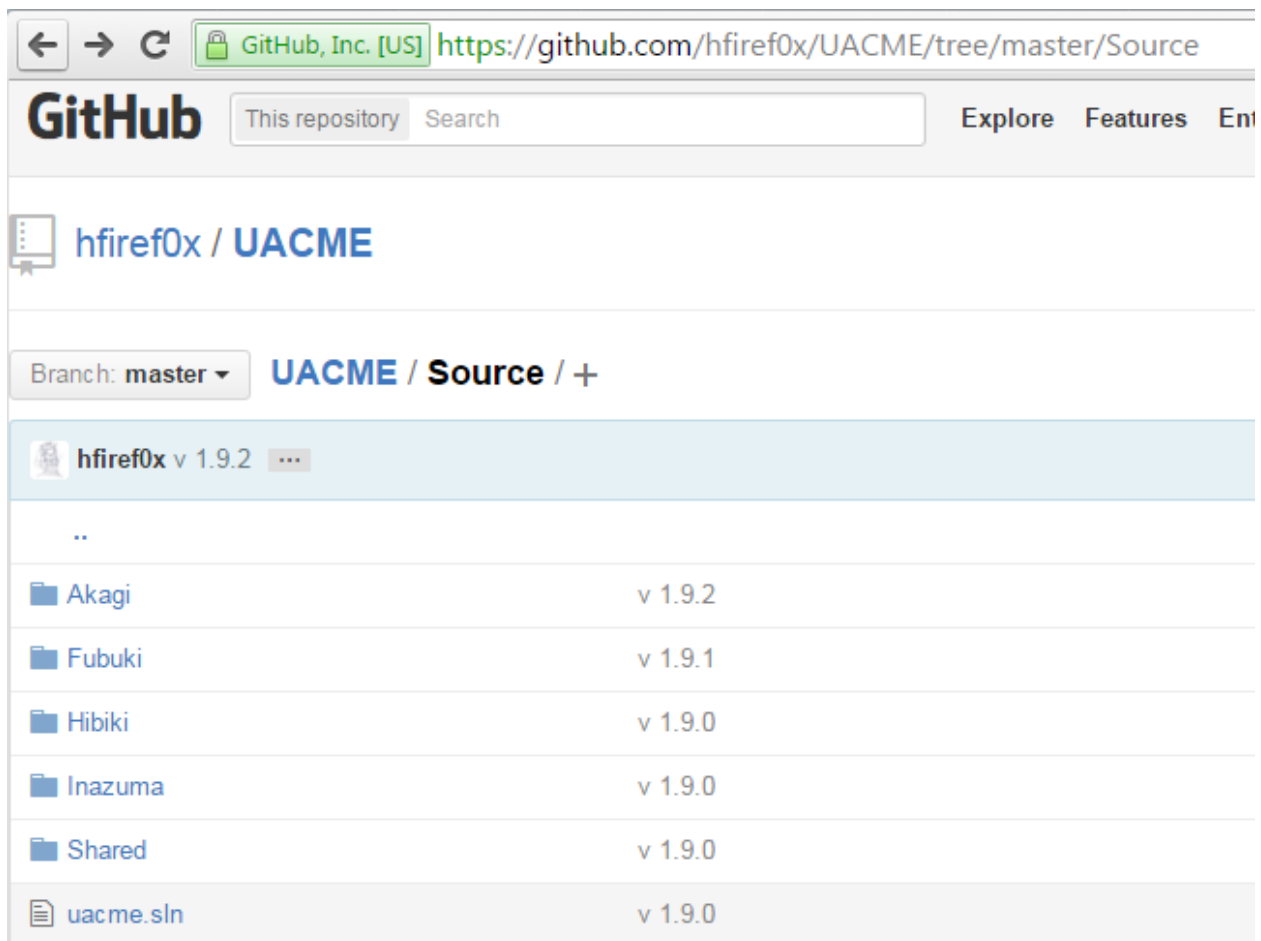 GitHub, Inc. [US] https://github.com/hfiref0x/UACME/tree/master/Source
GitHub This repository Search Explore Features Ent
hfiref0x / UACME
Branch: master UACME / Source / +
hfiref0x v 1.9.2 ...
..
Akagi v 1.9.2
Fubuki v 1.9.1
Hibiki v 1.9.0
Inazuma v 1.9.0
Shared v 1.9.0
uacme.sln v 1.9.0